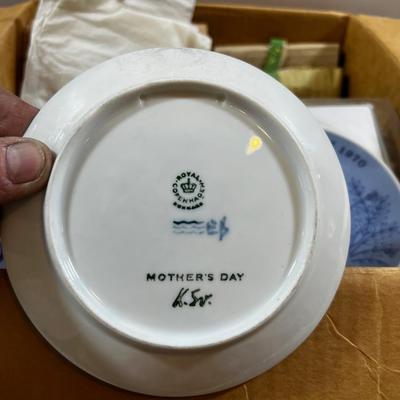 ROYAL
COPENHAGEN
DENMARK
MOTHER'S DAY
1970